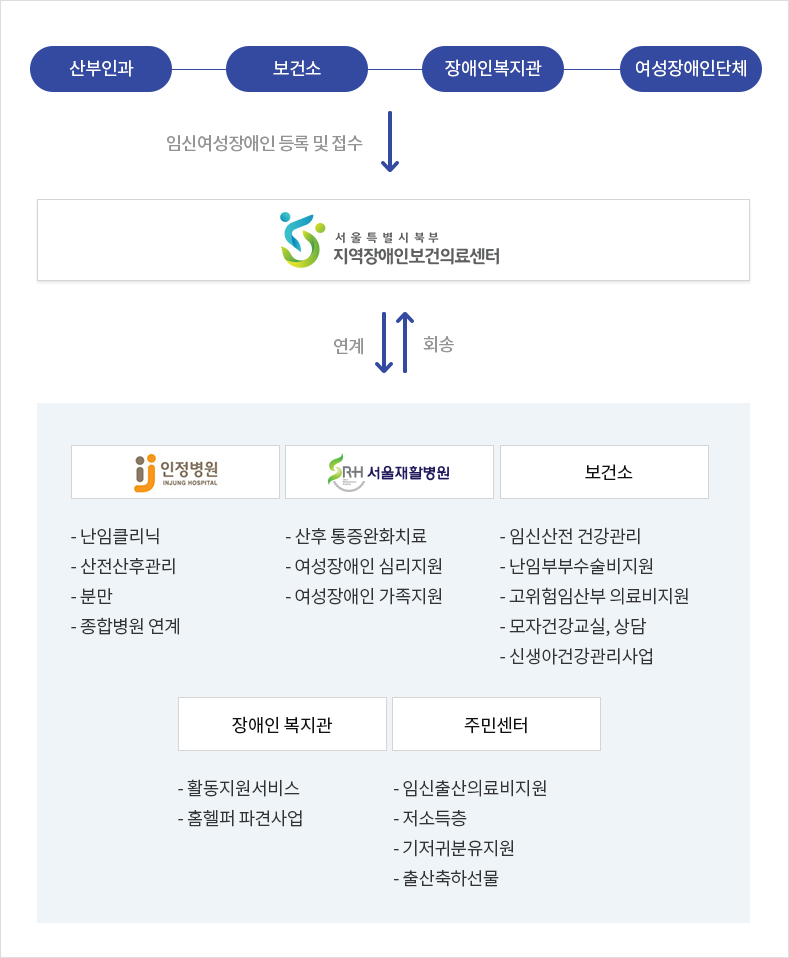 산부인과 보건소 장애인복지관 여성장애인단체
임신여성장애인 등록 및 접수
서울특별시북부
지역장애인보건의료센터
연계 회송
인정병원
INJUNG HOSPITAL
SRH 서울재활병원
보건소
- 난임클리닉
- 산전산후관리
- 분만
- 종합병원 연계
- 산후 통증완화치료
- 여성장애인 심리지원
- 여성장애인 가족지원
- 임신산전 건강관리
- 난임부부수술비지원
- 고위험임산부 의료비지원
- 모자건강교실, 상담
- 신생아건강관리사업
장애인 복지관
- 활동지원서비스
- 홈헬퍼 파견사업
주민센터
- 임신출산의료비지원
- 저소득층
- 기저귀분유지원
- 출산축하선물